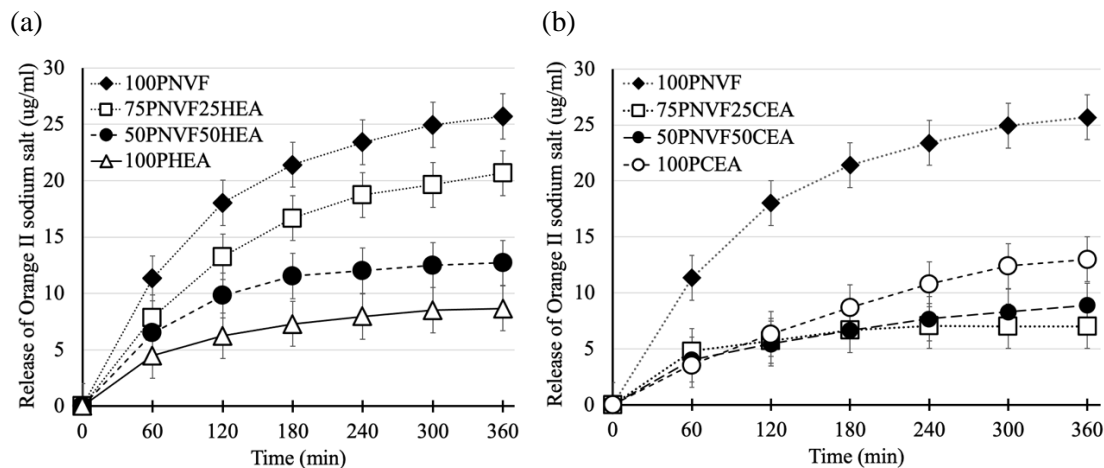 (a)
Release of Orange II sodium salt (ug/ml)
30
25
20
15
10
5
0
100PNVF
75PNVF25HEA
50PNVF50HEA
100PHEA
0 60 120 180 240 300 360
Time (min)
(b)
Release of Orange II sodium salt (ug/ml)
30
25
20
15
10
5
0
100PNVF
75PNVF25CEA
50PNVF50CEA
100PCEA
0 60 120 180 240 300 360
Time (min)